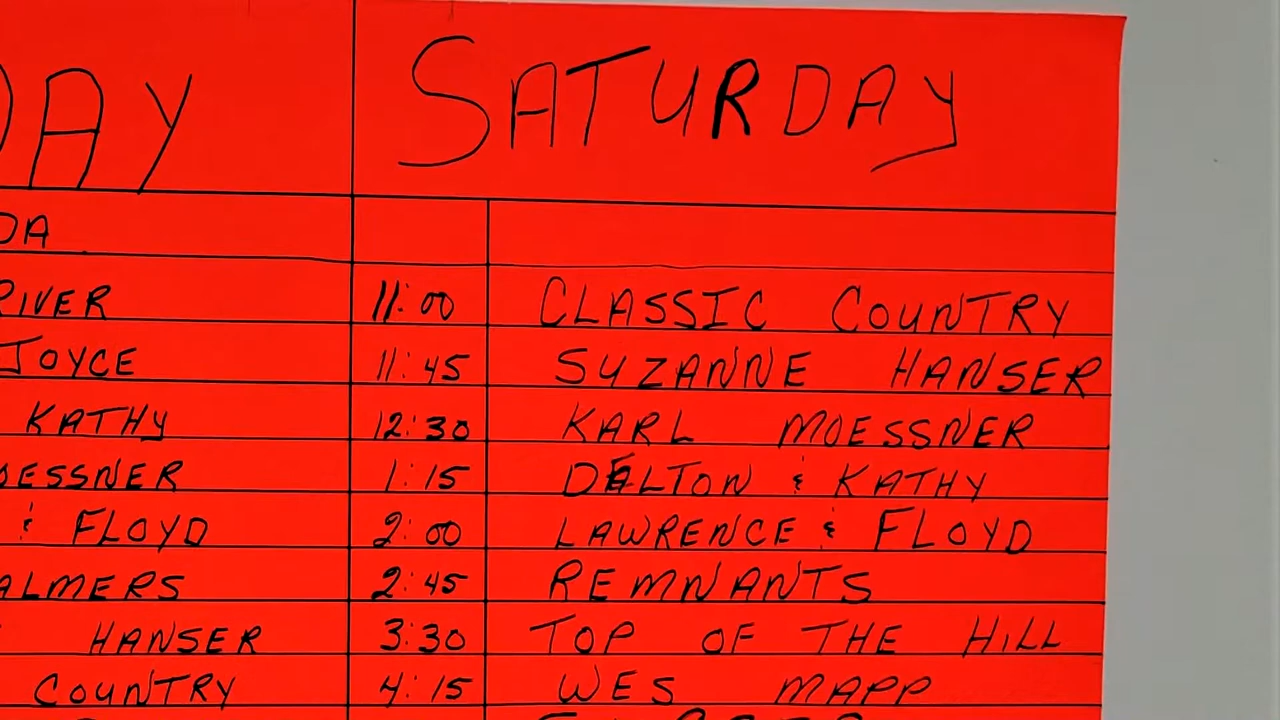 DAY SATURDAY
DA
RIVER 11:00 CLASSIC COUNTRY
JOYCE 11:45 SUZANNE HANSER
KATHY 12:30 KARL MOESSNER
OESSNER 1:15 DALTON & KATHY
& FLOYD 2:00 LAWRENCE & FLOYD
ALMERS 2:45 REMNANTS
HANSER 3:30 TOP OF THE HILL
COUNTRY 4:15 WES MAPP